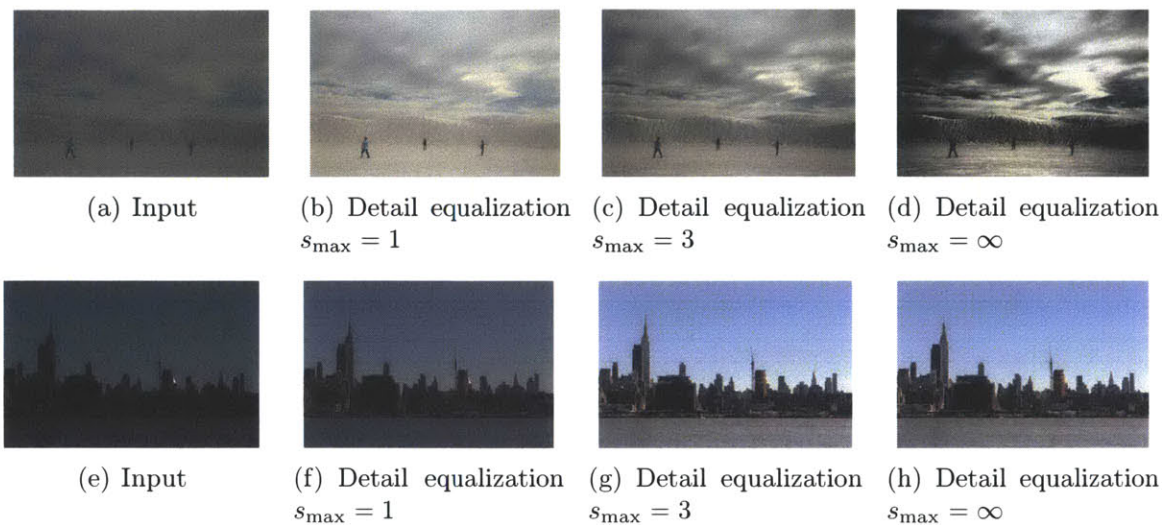 (a) Input
(b) Detail equalization
s_max = 1
(c) Detail equalization
s_max = 3
(d) Detail equalization
s_max = ∞
(e) Input
(f) Detail equalization
s_max = 1
(g) Detail equalization
s_max = 3
(h) Detail equalization
s_max = ∞